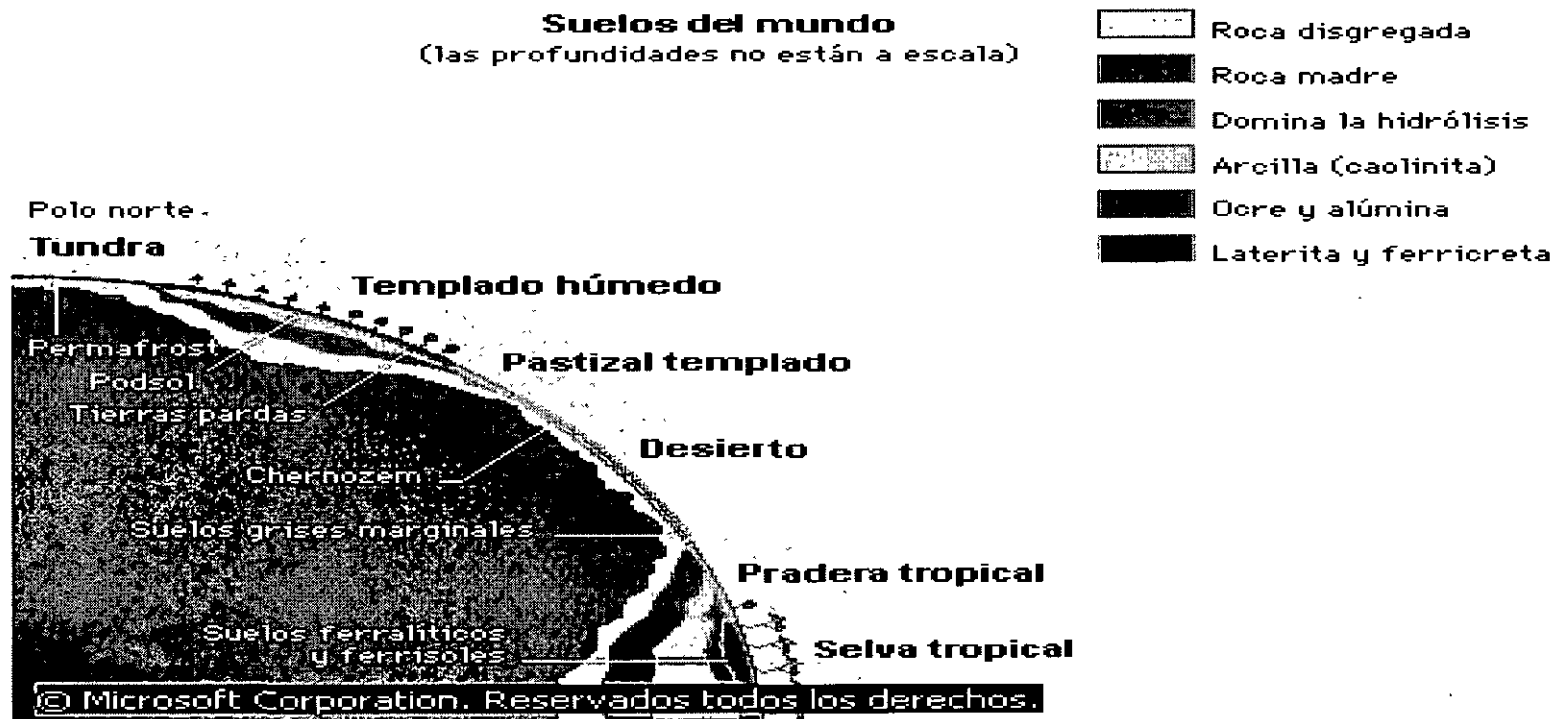 Suelos del mundo
(las profundidades no están a escala)
Roca disgregada
Roca madre
Domina la hidrólisis
Arcilla (caolinita)
Ocre y alúmina
Laterita y ferricreta
Polo norte
Tundra
Templado húmedo
Permafrost
Podsol
Pastizal templado
Tierras pardas
Desierto
Chernozem
Suelos grises marginales
Pradera tropical
Suelos ferralíticos
y ferrisoles
Selva tropical
© Microsoft Corporation. Reservados todos los derechos.